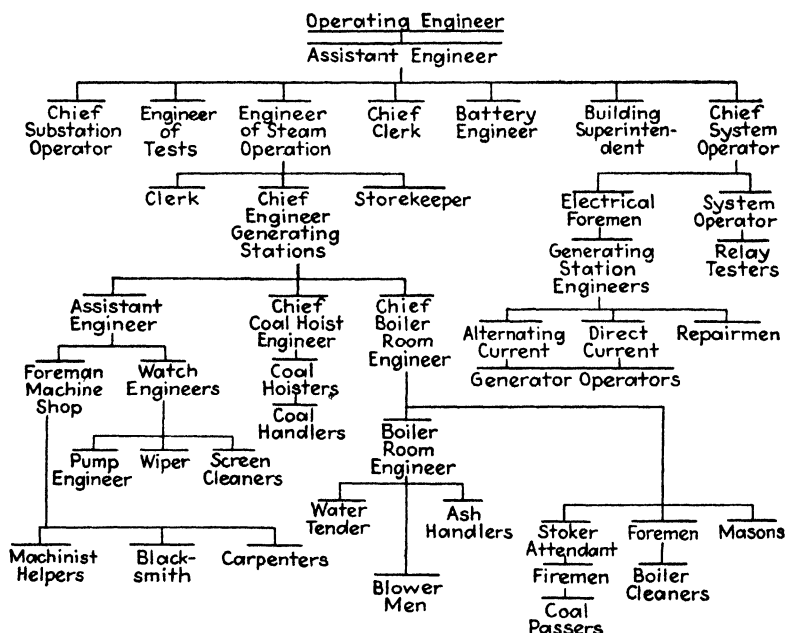 Operating Engineer
Assistant Engineer
Chief
Substation
Operator
Engineer
of
Tests
Engineer
of Steam
Operation
Chief
Clerk
Battery
Engineer
Building
Superinten-
dent
Chief
System
Operator
Clerk
Chief
Engineer
Generating
Stations
Storekeeper
Electrical
Foremen
System
Operator
Generating
Station
Engineers
Relay
Testers
Assistant
Engineer
Chief
Coal Hoist
Engineer
Chief
Boiler
Room
Engineer
Alternating
Current
Direct
Current
Repairmen
Generator Operators
Foreman
Machine
Shop
Watch
Engineers
Coal
Hoisters
Coal
Handlers
Boiler
Room
Engineer
Pump
Engineer
Wiper
Screen
Cleaners
Water
Tender
Ash
Handlers
Stoker
Attendant
Foremen
Masons
Machinist
Helpers
Black-
smith
Carpenters
Blower
Men
Firemen
Boiler
Cleaners
Coal
Passers